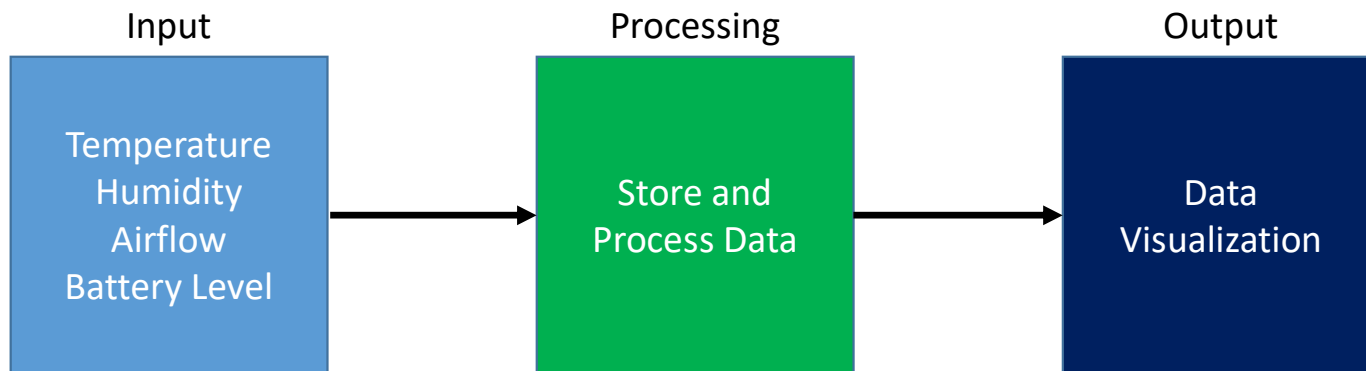 Input
Temperature
Humidity
Airflow
Battery Level
Processing
Store and
Process Data
Output
Data
Visualization